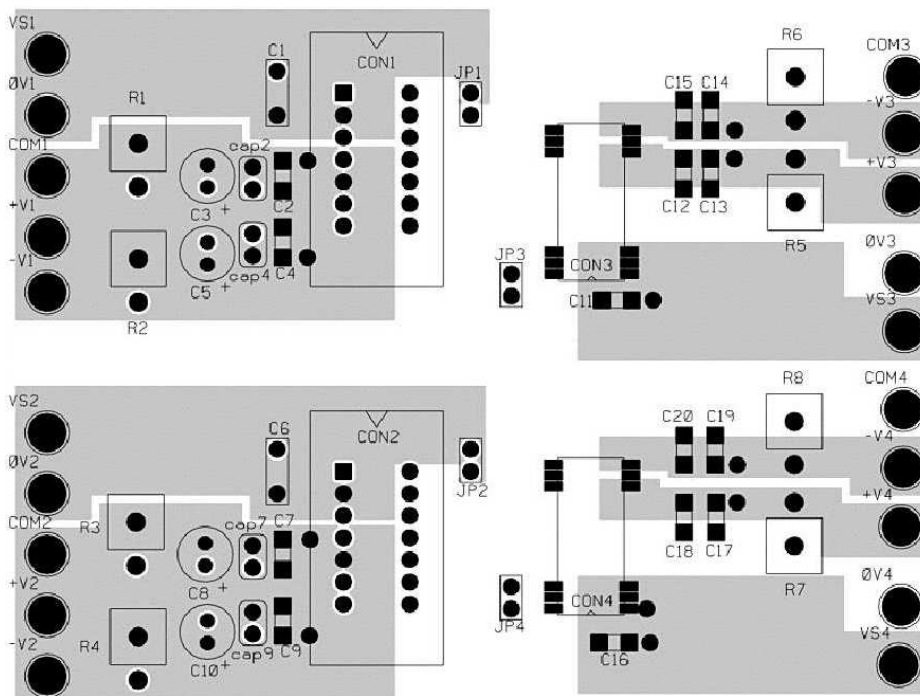 VS1
ØV1
COM1
+V1
-V1
R1
R2
C1
cap2
C2
C3
+
cap4
C4
C5
+
CON1
JP1
R6
COM3
-V3
+V3
ØV3
VS3
C15
C14
C12
C13
R5
JP3
CON3
C11
VS2
ØV2
COM2
+V2
-V2
R3
R4
C6
cap7
C7
C8
+
cap9
C9
C10
+
CON2
JP2
R8
COM4
-V4
+V4
ØV4
VS4
C20
C19
C18
C17
R7
JP4
CON4
C16